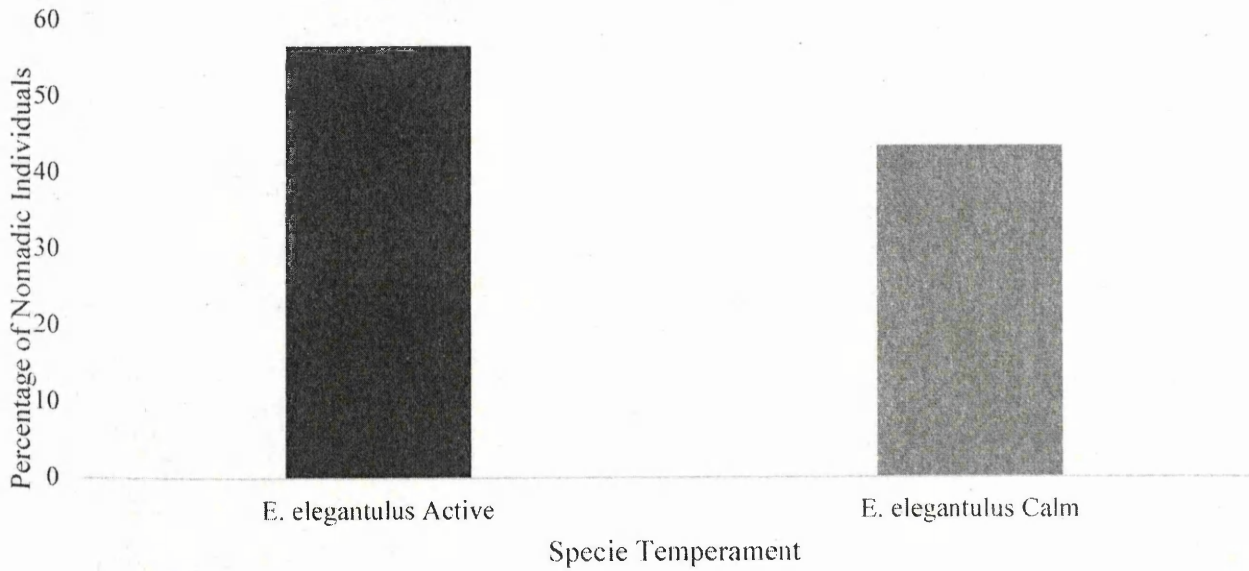 60
50
40
30
20
10
0
Percentage of Nomadic Individuals
E. elegantulus Active
E. elegantulus Calm
Specie Temperament